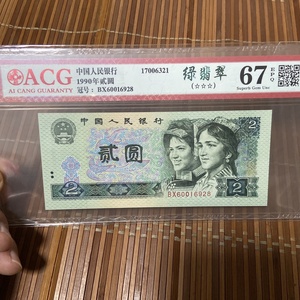 ACG
AI CANG GUARANTY
中国人民银行
1990年贰圆
冠号：BX60016928
17006321
绿翡翠
(☆☆☆)
67 EPQ
Superb Gem Unc
中国人民银行
2
贰圆
BX60016928
2
2